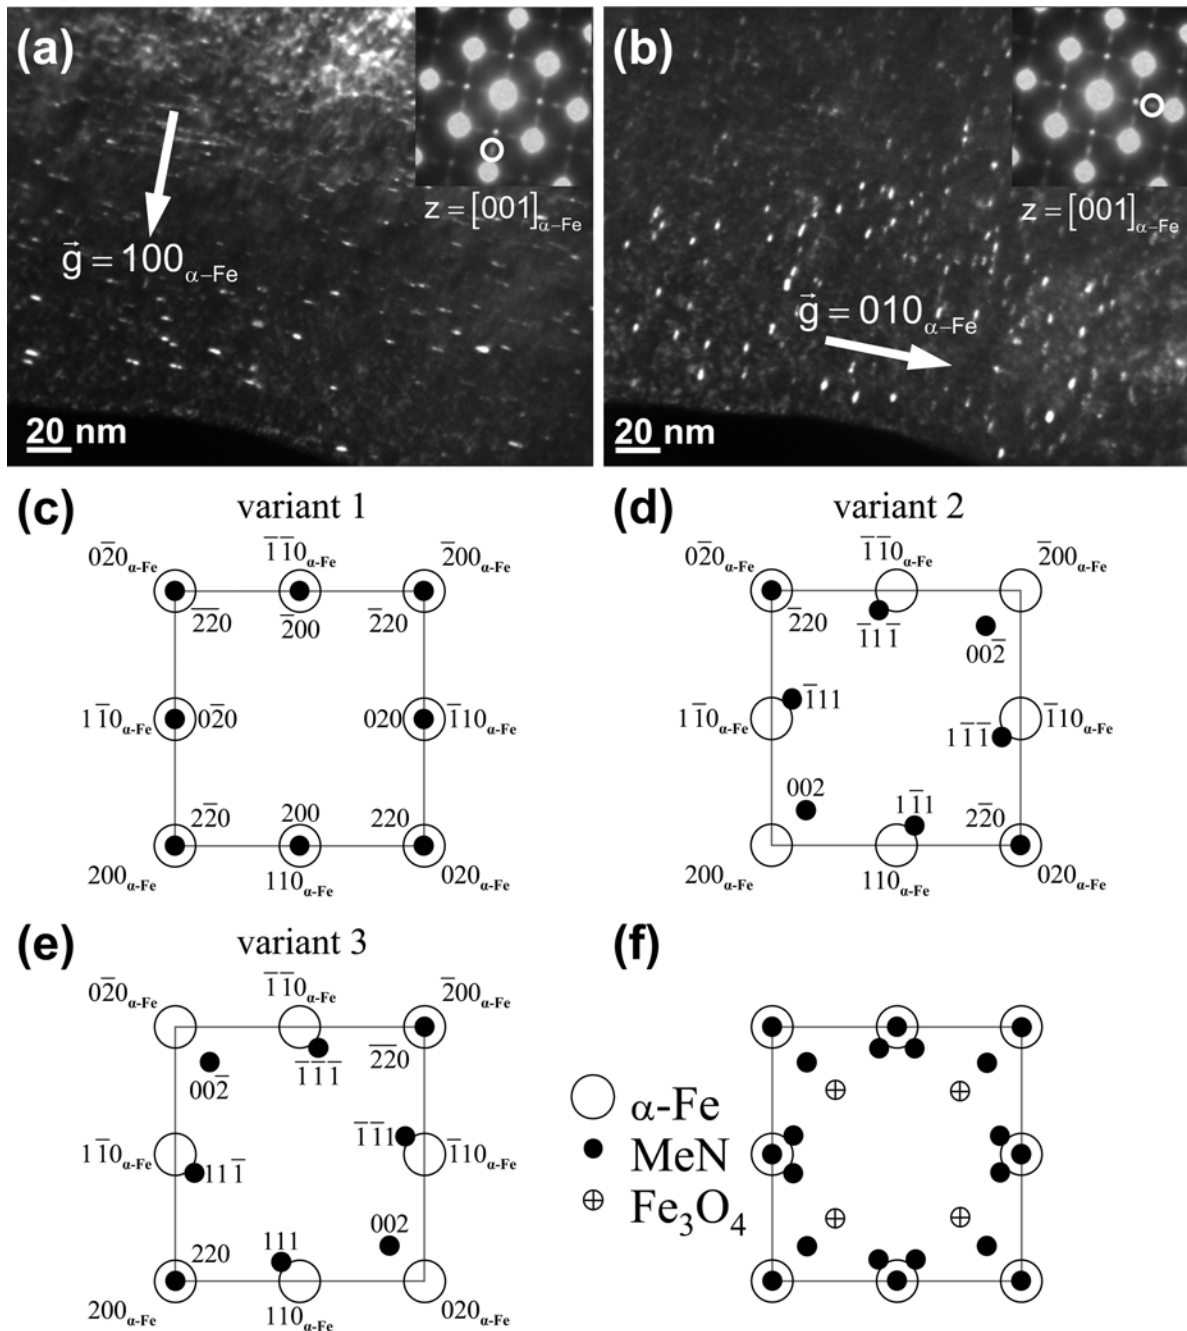 (a)
z = [001]α–Fe
g⃗ = 100α–Fe
20 nm
(b)
z = [001]α–Fe
g⃗ = 010α–Fe
20 nm
(c) variant 1
02̄0α-Fe 1̄1̄0α-Fe 2̄00α-Fe
2̄2̄0 2̄00 2̄20
11̄0α-Fe 02̄0 020 1̄10α-Fe
22̄0 200 220
200α-Fe 110α-Fe 020α-Fe
(d) variant 2
02̄0α-Fe 1̄1̄0α-Fe 2̄00α-Fe
2̄20 1̄11̄ 002̄
1̄11
11̄0α-Fe 1̄10α-Fe
11̄1̄
002 11̄1 22̄0
200α-Fe 110α-Fe 020α-Fe
(e) variant 3
02̄0α-Fe 1̄1̄0α-Fe 2̄00α-Fe
002̄ 1̄1̄1̄ 2̄2̄0
1̄1̄1
11̄0α-Fe 1̄10α-Fe
111̄
220 111 002
200α-Fe 110α-Fe 020α-Fe
(f)
α-Fe
MeN
Fe₃O₄